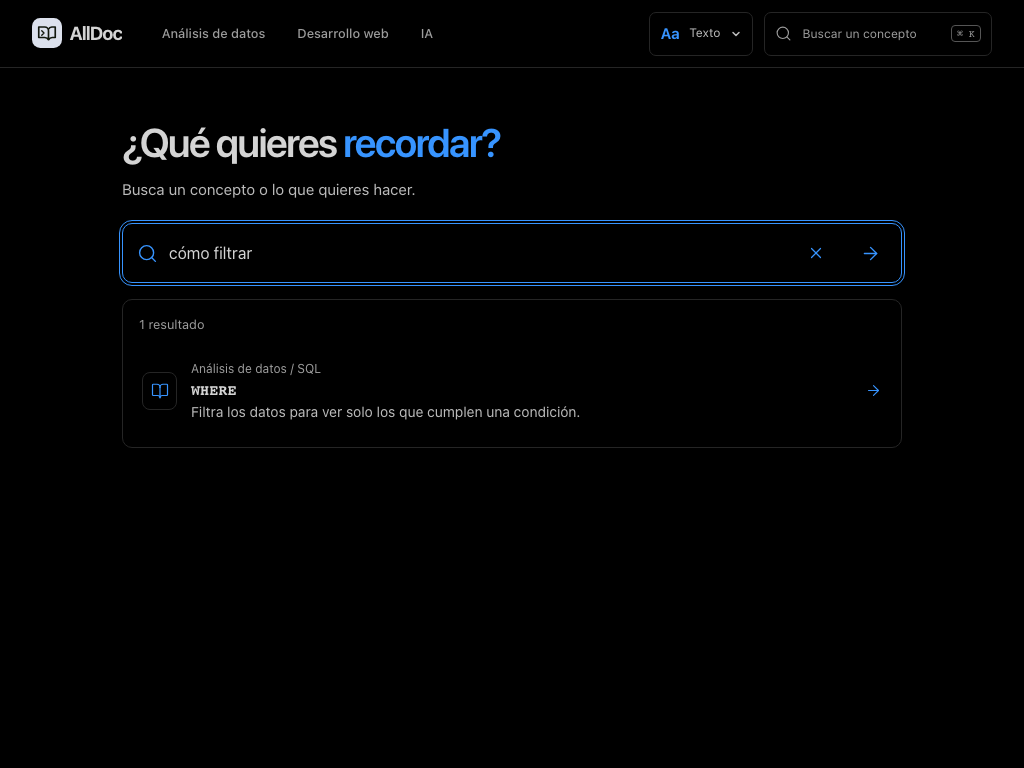 AllDoc
Análisis de datos
Desarrollo web
IA
Aa Texto
Buscar un concepto
⌘ K
¿Qué quieres recordar?
Busca un concepto o lo que quieres hacer.
cómo filtrar
1 resultado
Análisis de datos / SQL
WHERE
Filtra los datos para ver solo los que cumplen una condición.